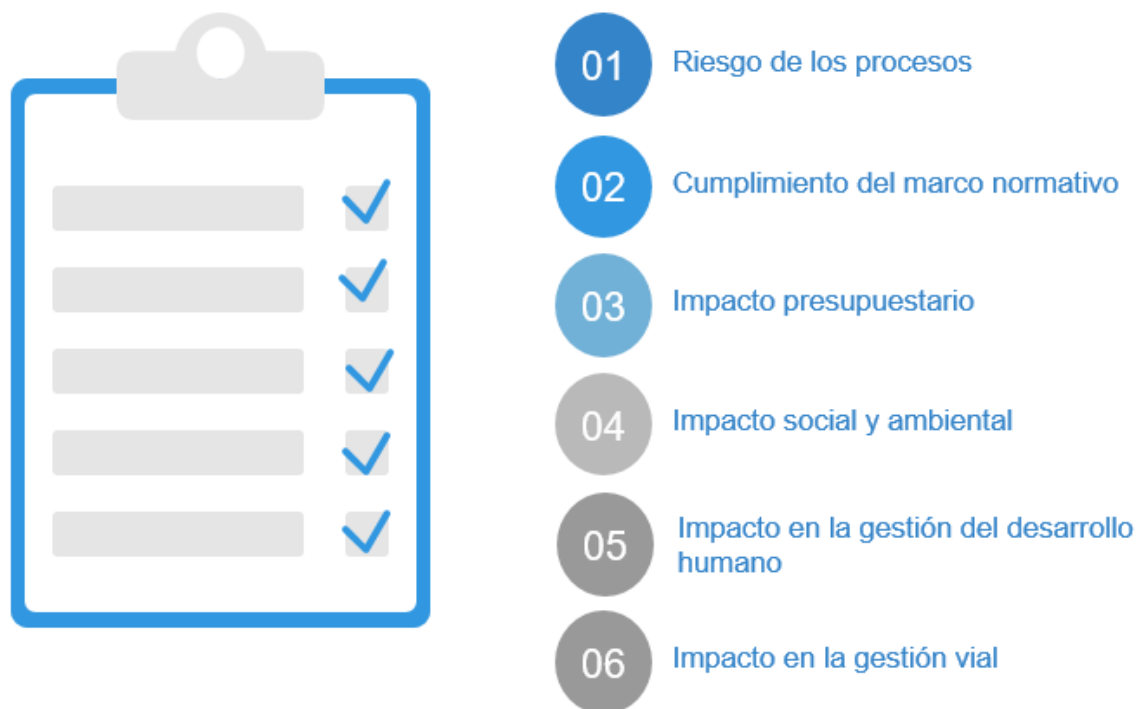 01 Riesgo de los procesos
02 Cumplimiento del marco normativo
03 Impacto presupuestario
04 Impacto social y ambiental
05 Impacto en la gestión del desarrollo
humano
06 Impacto en la gestión vial